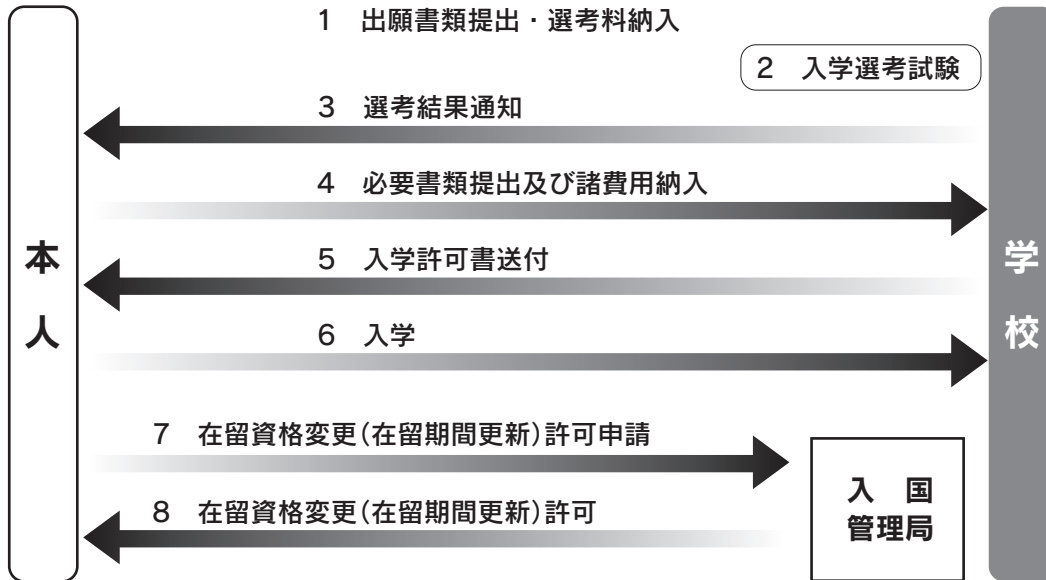 1　出願書類提出・選考料納入
2　入学選考試験
3　選考結果通知
4　必要書類提出及び諸費用納入
5　入学許可書送付
6　入学
7　在留資格変更(在留期間更新)許可申請
8　在留資格変更(在留期間更新)許可
本人
学校
入　国
管理局